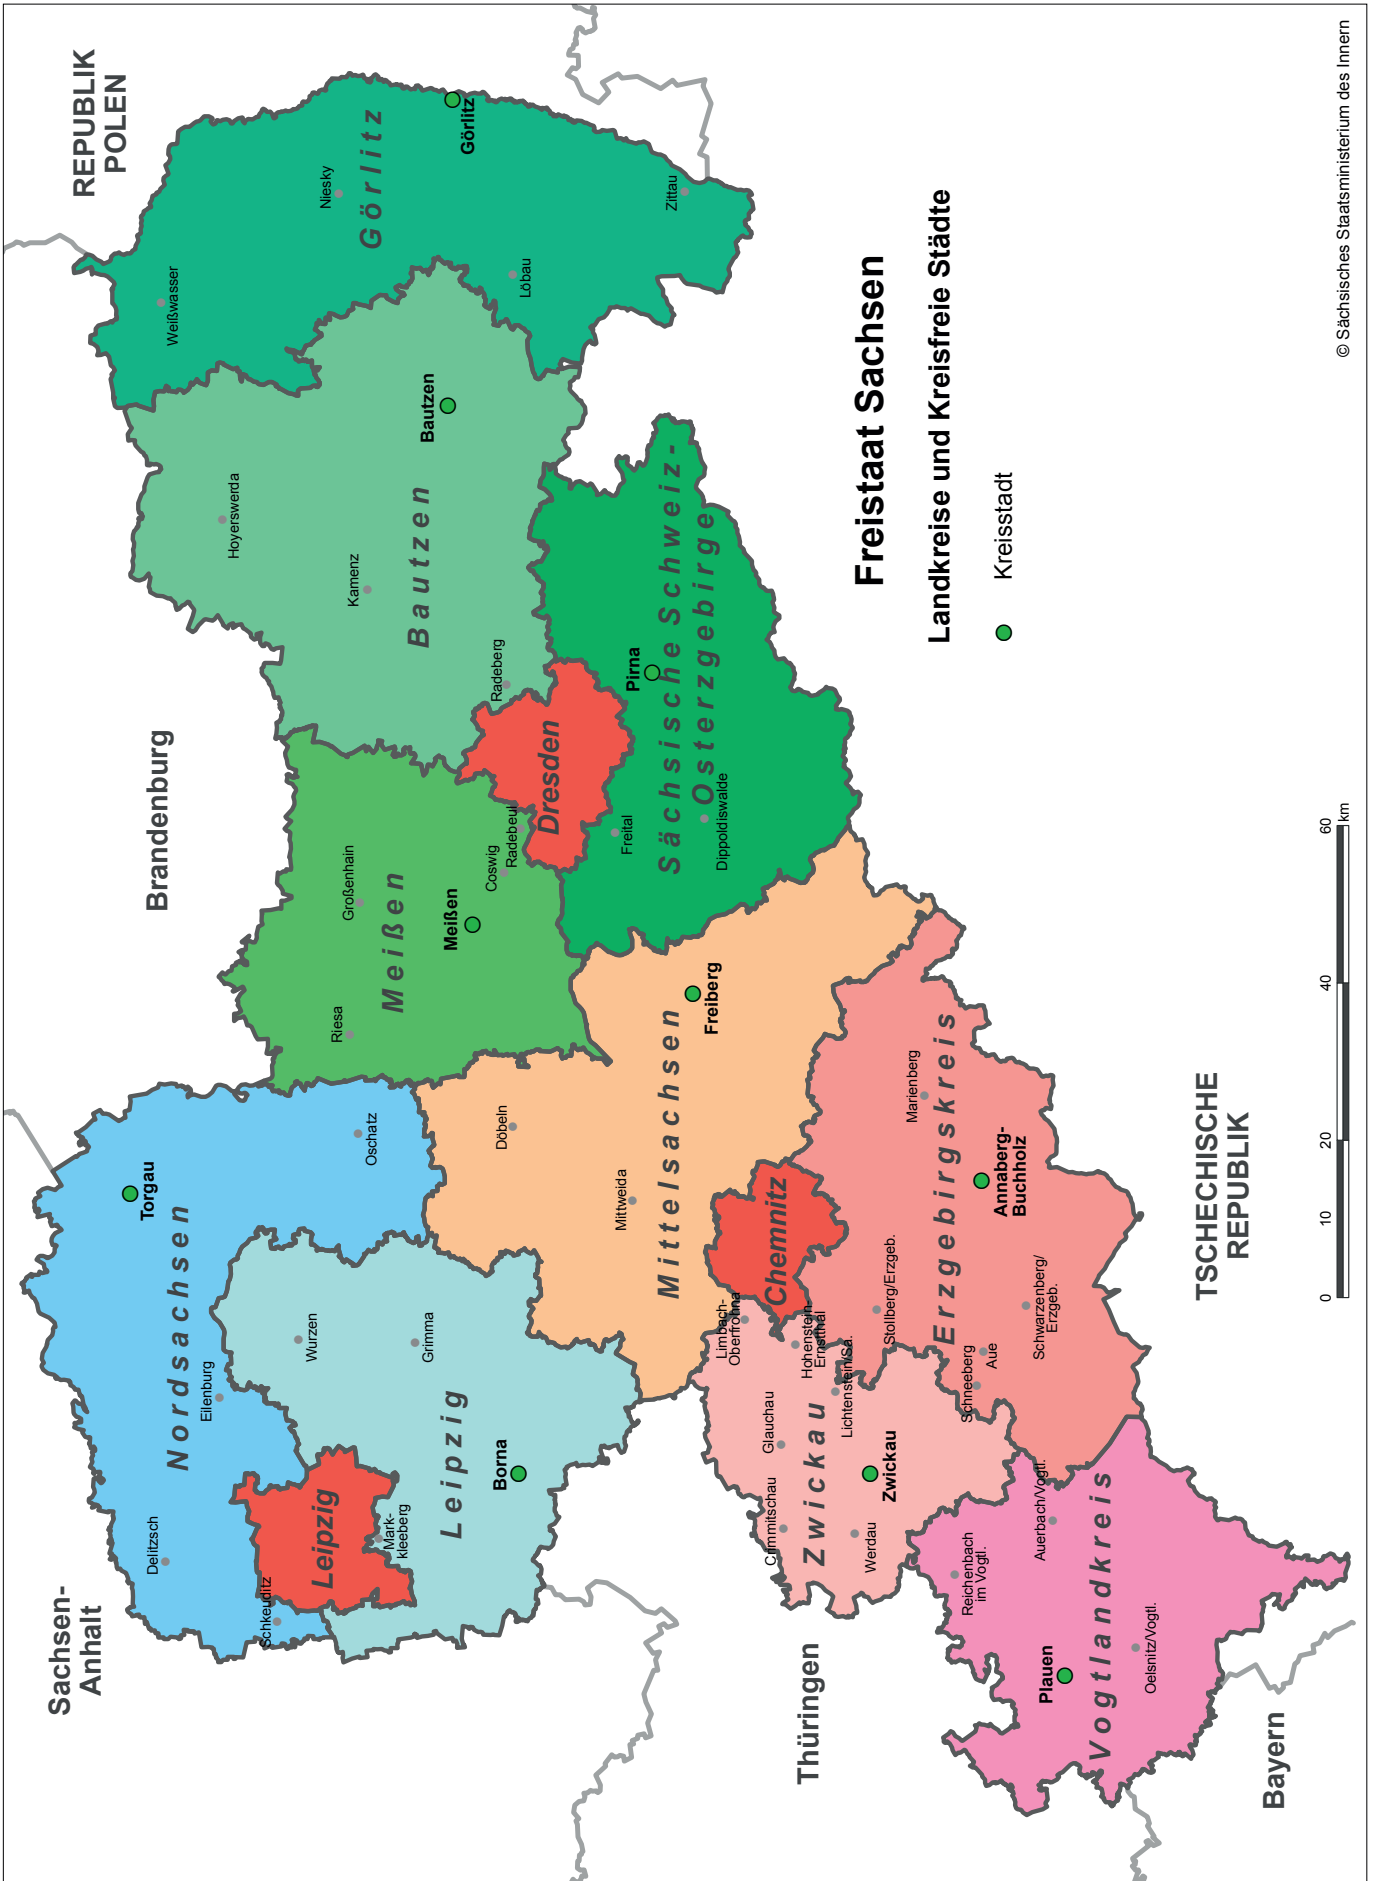 REPUBLIK
POLEN
Brandenburg
Sachsen-
Anhalt
Thüringen
Bayern
TSCHECHISCHE
REPUBLIK
Freistaat Sachsen
Landkreise und Kreisfreie Städte
Kreisstadt
Nordsachsen
Torgau
Oschatz
Eilenburg
Delitzsch
Schkeuditz
Leipzig
Mark-
kleeberg
Leipzig
Borna
Wurzen
Grimma
Meißen
Meißen
Riesa
Großenhain
Coswig
Radebeul
Dresden
Bautzen
Bautzen
Hoyerswerda
Kamenz
Radeberg
Görlitz
Görlitz
Weißwasser
Niesky
Löbau
Zittau
Sächsische Schweiz-
Osterzgebirge
Pirna
Freital
Dippoldiswalde
Mittelsachsen
Freiberg
Döbeln
Mittweida
Chemnitz
Erzgebirgskreis
Annaberg-
Buchholz
Marienberg
Stollberg/Erzgeb.
Schwarzenberg/
Erzgeb.
Aue
Schneeberg
Zwickau
Zwickau
Limbach-
Oberfrohna
Hohenstein-
Ernstthal
Lichtenstein/Sa.
Glauchau
Crimmitschau
Werdau
Vogtlandkreis
Plauen
Reichenbach
im Vogtl.
Auerbach/Vogtl.
Oelsnitz/Vogtl.
0 10 20 40 60 km
© Sächsisches Staatsministerium des Innern